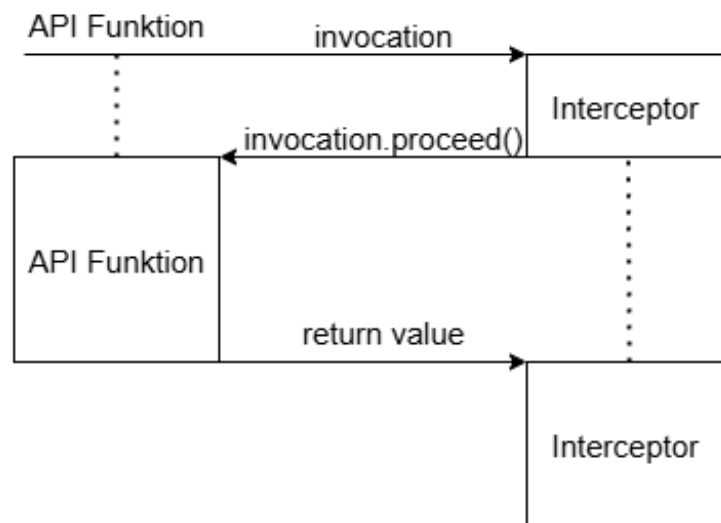 API Funktion
invocation
Interceptor
invocation.proceed()
API Funktion
return value
Interceptor